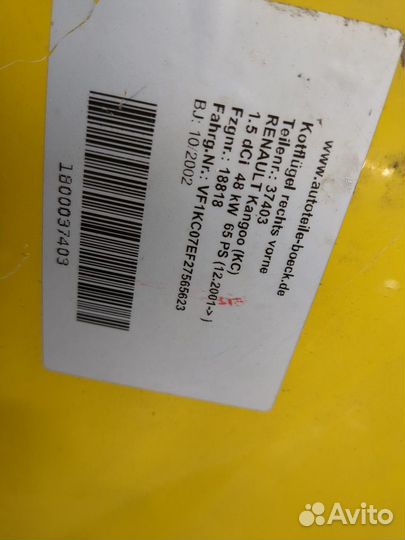 www.autoteile-boeck.de
Kotflügel rechts vorne
Teilenr.: 37403
RENAULT Kangoo (KC)
1.5 dCi 48 kW 65 PS (12.2001->)
Fzgnr.: 18818
Fahrg.Nr.: VF1KC07EF27565623
BJ: 10/2002
1800037403
Avito